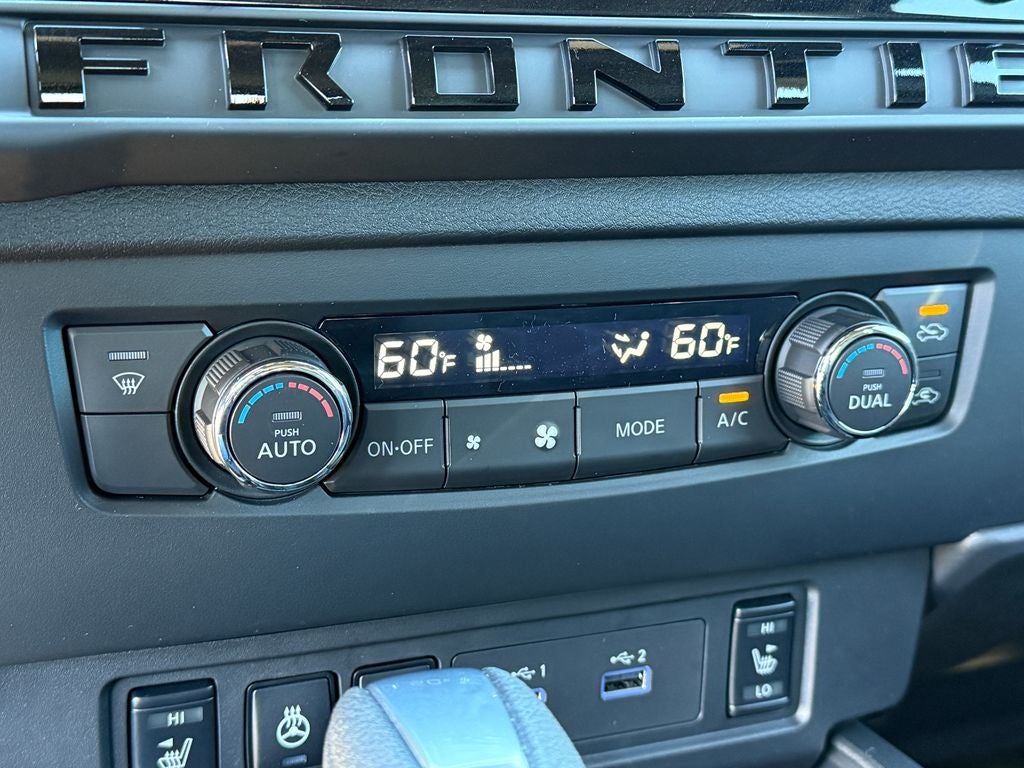 FRONTIE
60°F 60°F
PUSH
AUTO
ON·OFF
MODE
A/C
PUSH
DUAL
1
2
HI
LO
HI